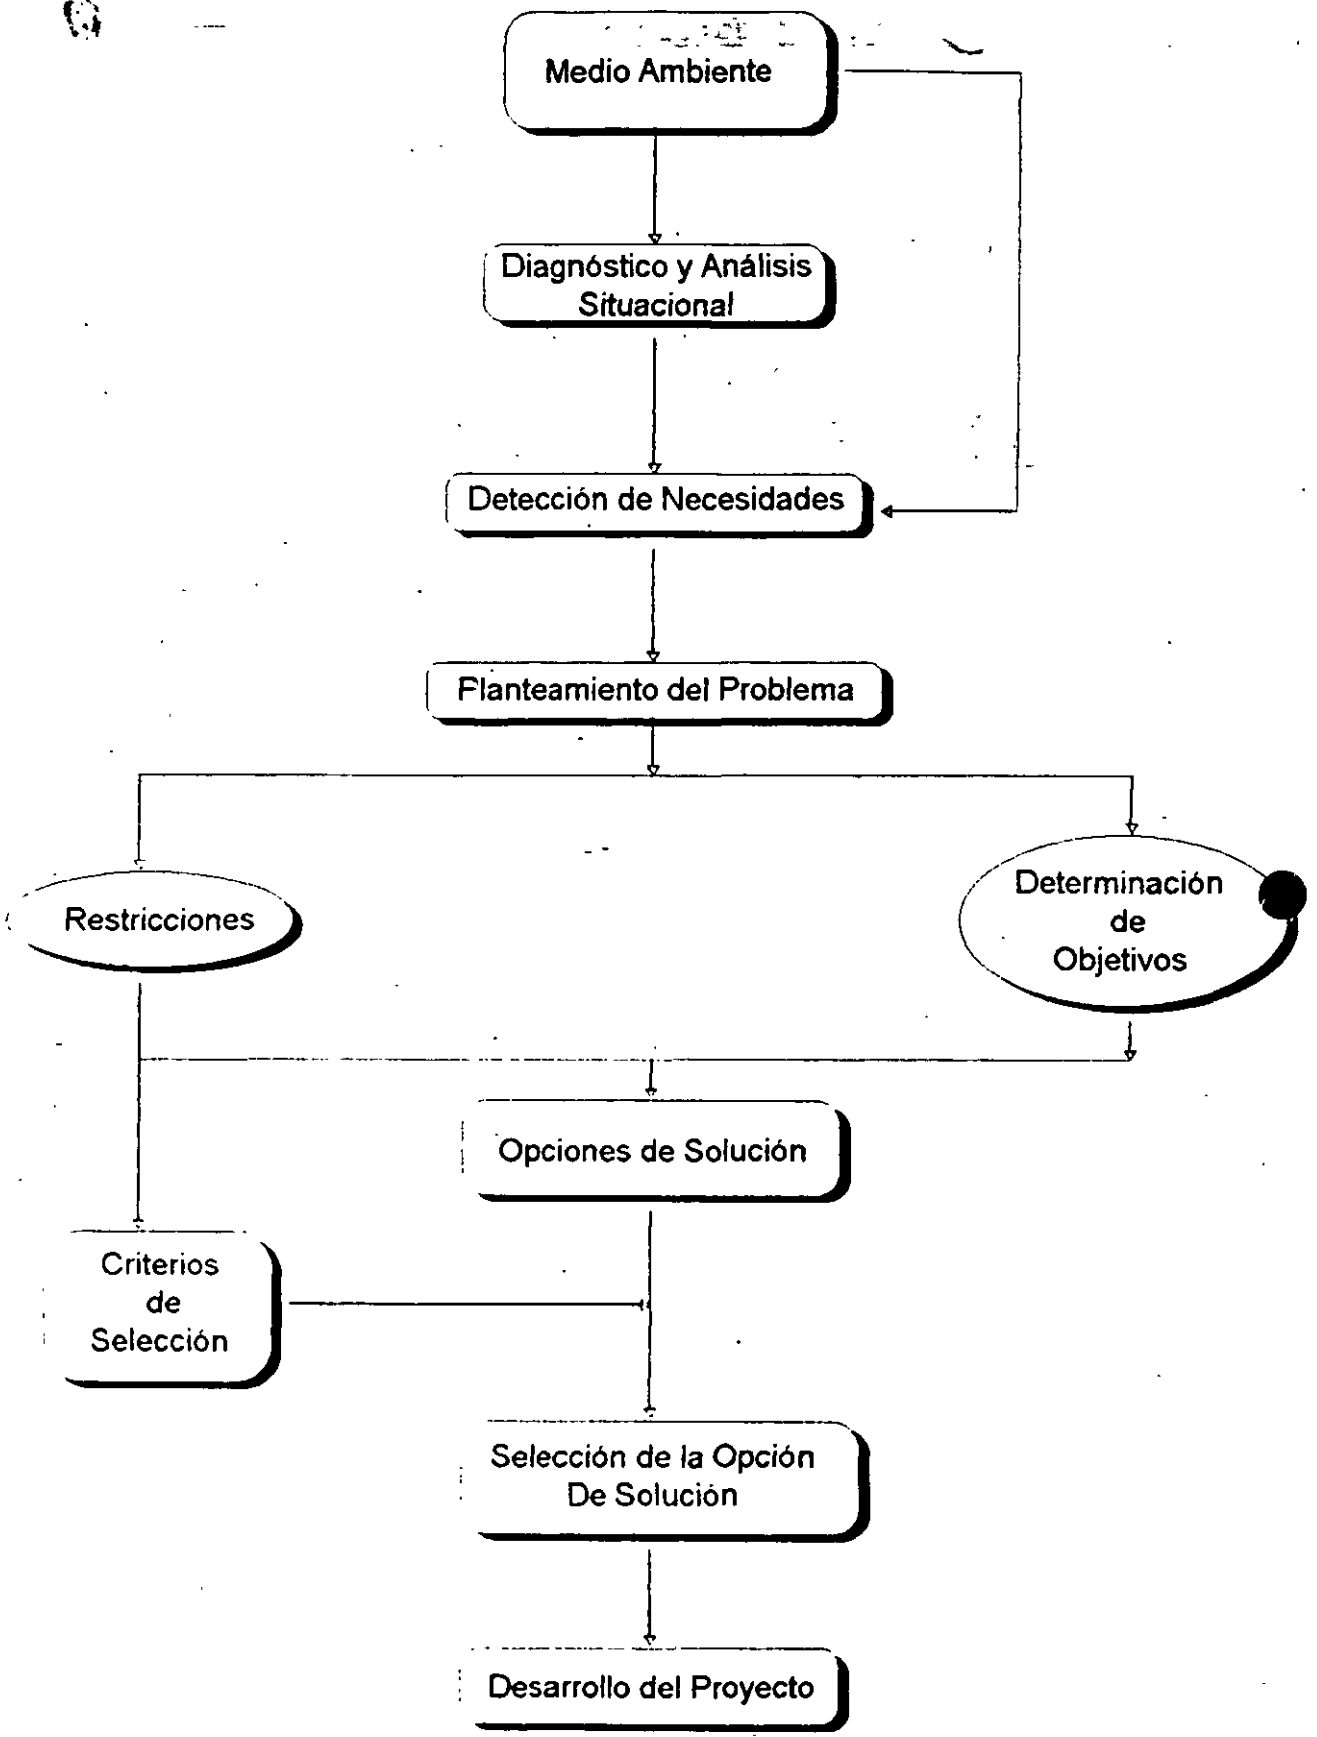 Medio Ambiente
Diagnóstico y Análisis
Situacional
Detección de Necesidades
Planteamiento del Problema
Restricciones
Determinación
de
Objetivos
Opciones de Solución
Criterios
de
Selección
Selección de la Opción
De Solución
Desarrollo del Proyecto